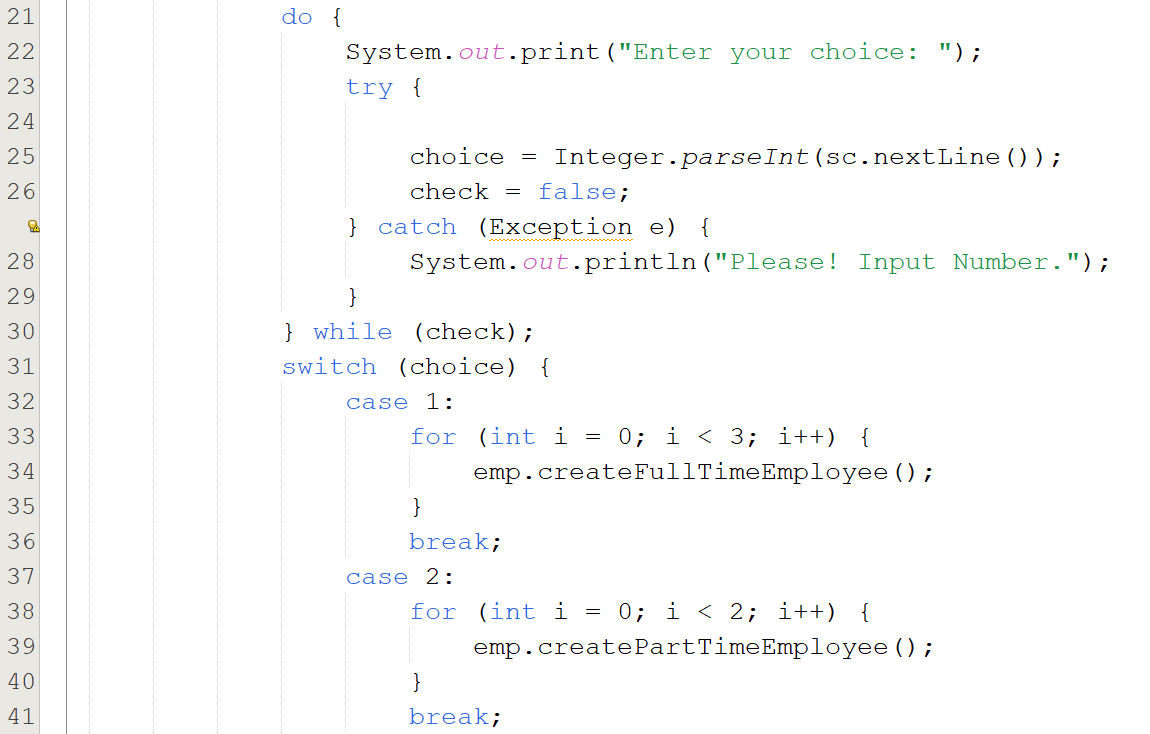 21 do {
22 System.out.print("Enter your choice: ");
23 try {
24
25 choice = Integer.parseInt(sc.nextLine());
26 check = false;
} catch (Exception e) {
28 System.out.println("Please! Input Number.");
29 }
30 } while (check);
31 switch (choice) {
32 case 1:
33 for (int i = 0; i < 3; i++) {
34 emp.createFullTimeEmployee();
35 }
36 break;
37 case 2:
38 for (int i = 0; i < 2; i++) {
39 emp.createPartTimeEmployee();
40 }
41 break;